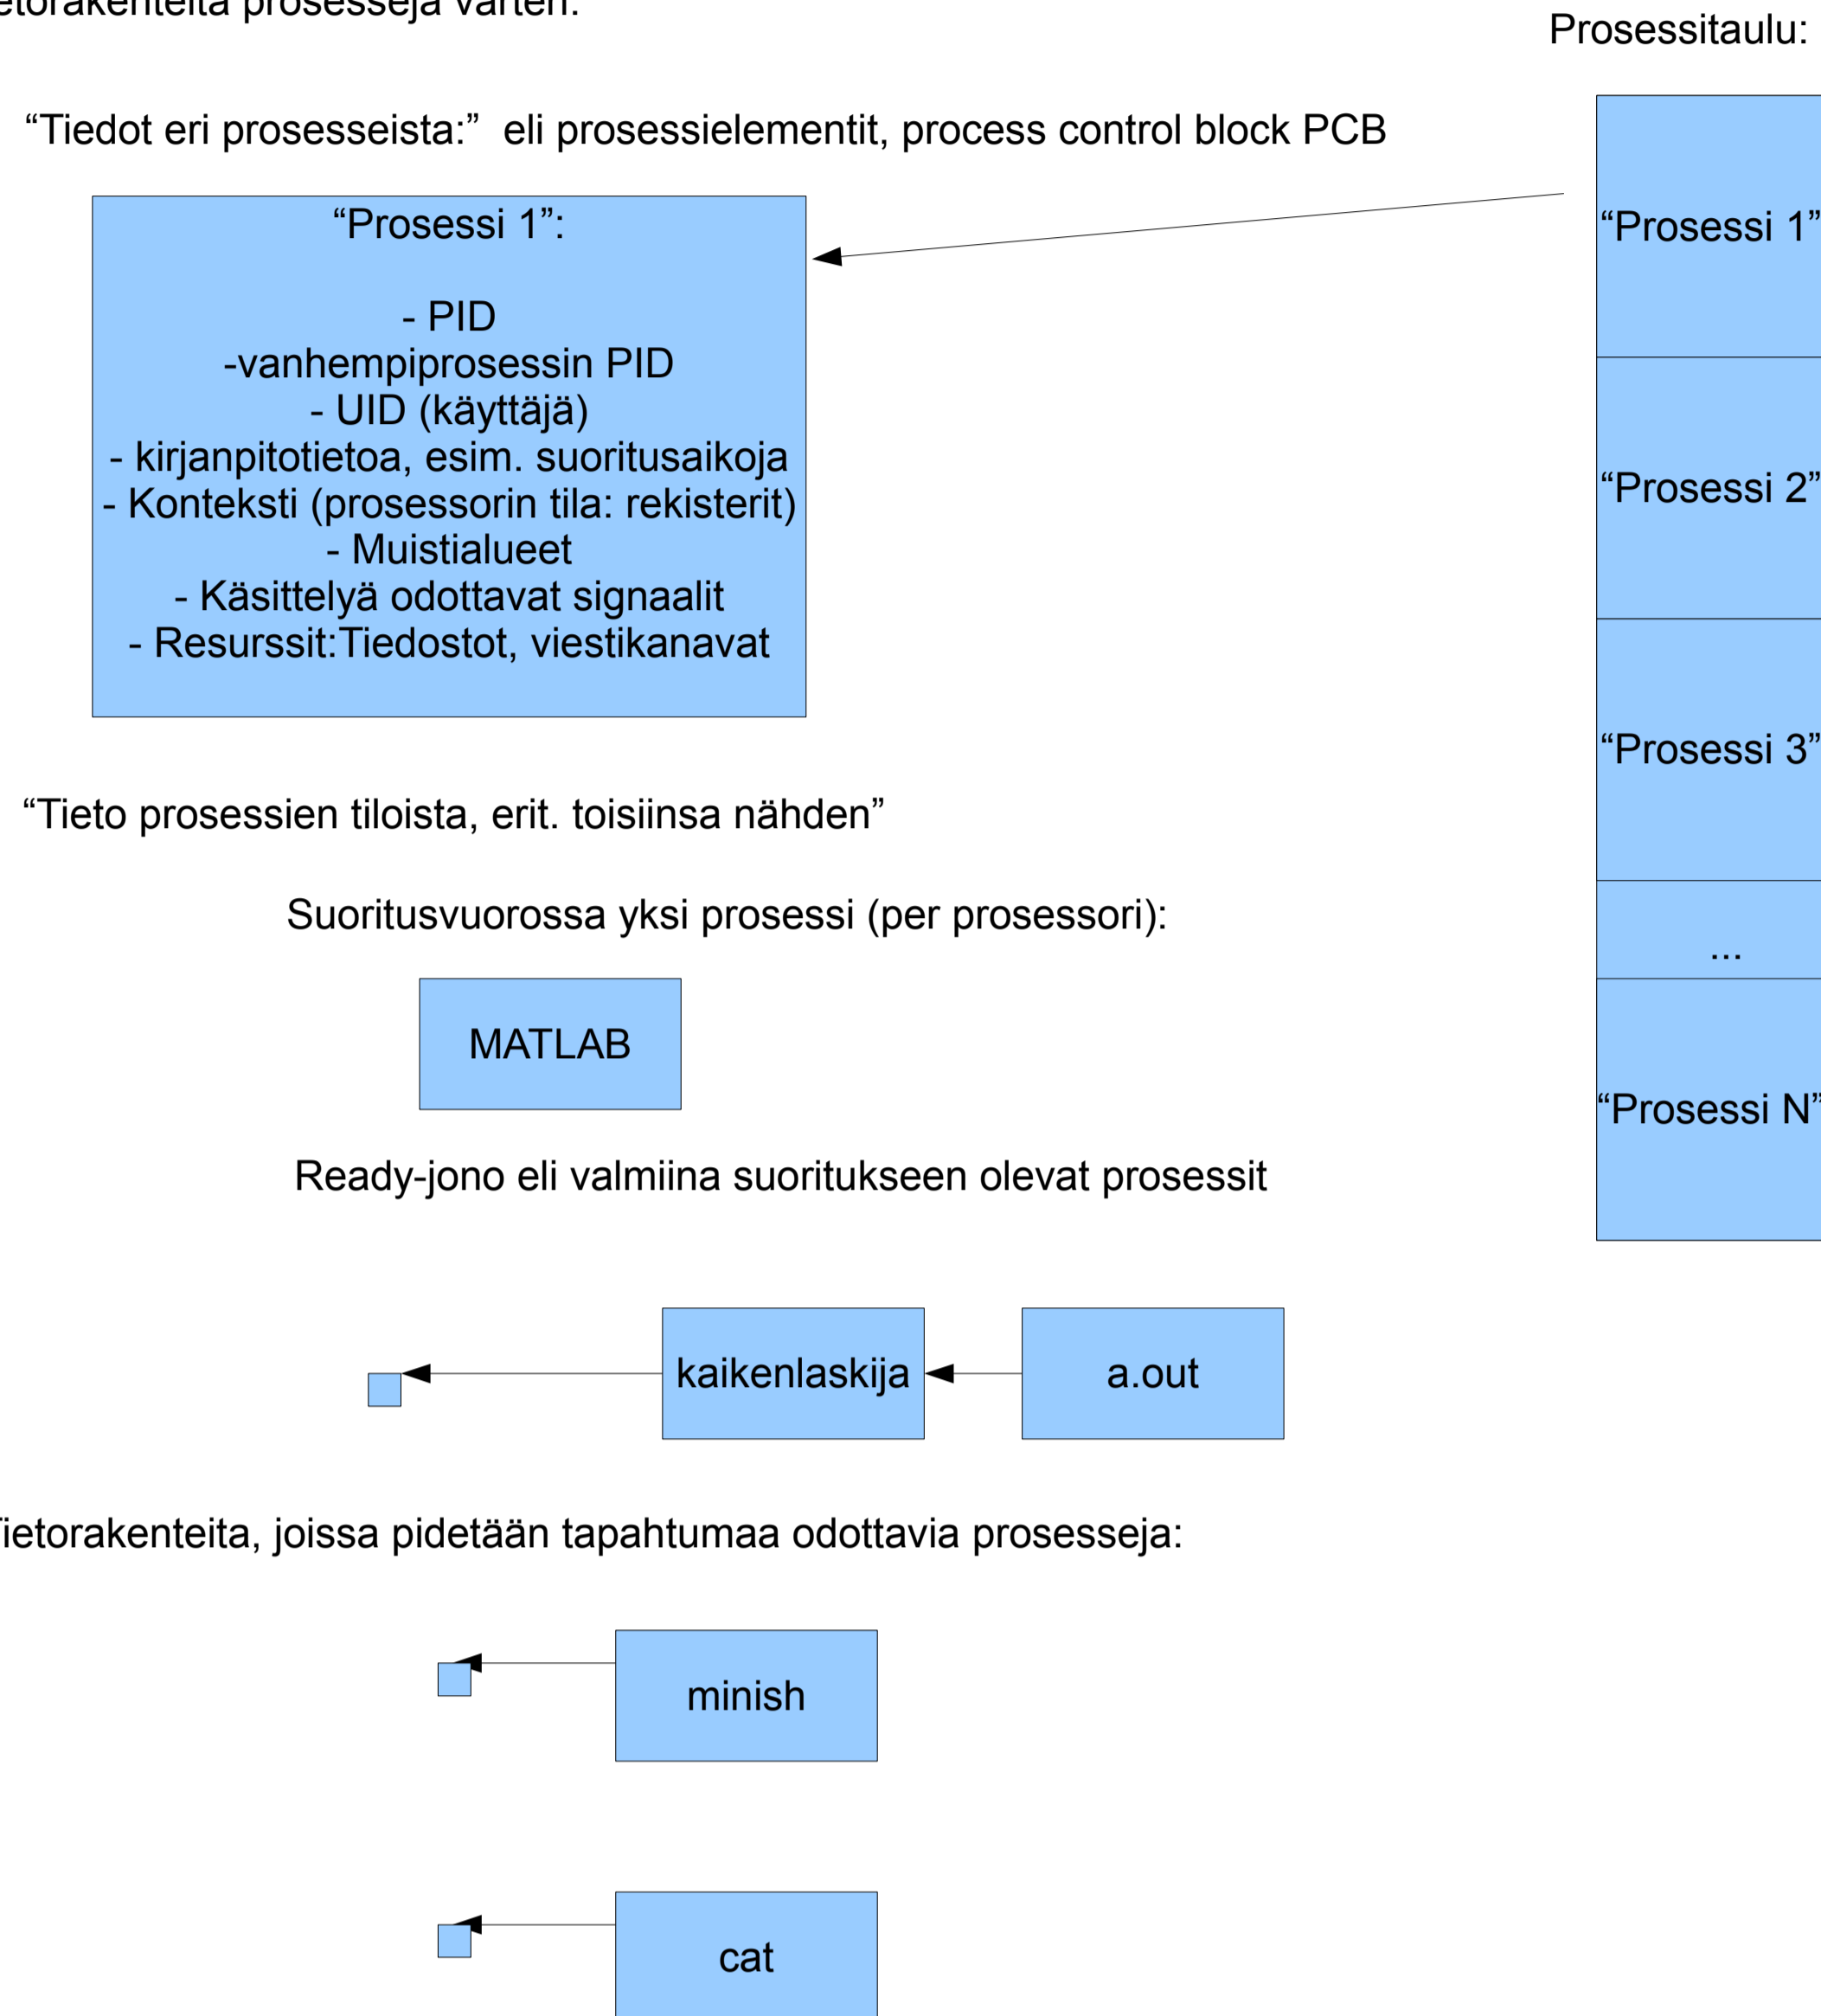 Prosessitaulu:
prosesseja varten:
“Tiedot eri prosesseista:” eli prosessielementit, process control block PCB
“Prosessi 1”:
- PID
-vanhempiprosessin PID
- UID (käyttäjä)
- kirjanpitotietoa, esim. suoritusaikoja
- Konteksti (prosessorin tila: rekisterit)
- Muistialueet
- Käsittelyä odottavat signaalit
- Resurssit:Tiedostot, viestikanavat
“Prosessi 1”
“Prosessi 2”
“Prosessi 3”
...
“Prosessi N”
“Tieto prosessien tiloista, erit. toisiinsa nähden”
Suoritusvuorossa yksi prosessi (per prosessori):
MATLAB
Ready-jono eli valmiina suoritukseen olevat prosessit
kaikenlaskija
a.out
ietorakenteita, joissa pidetään tapahtumaa odottavia prosesseja:
minish
cat